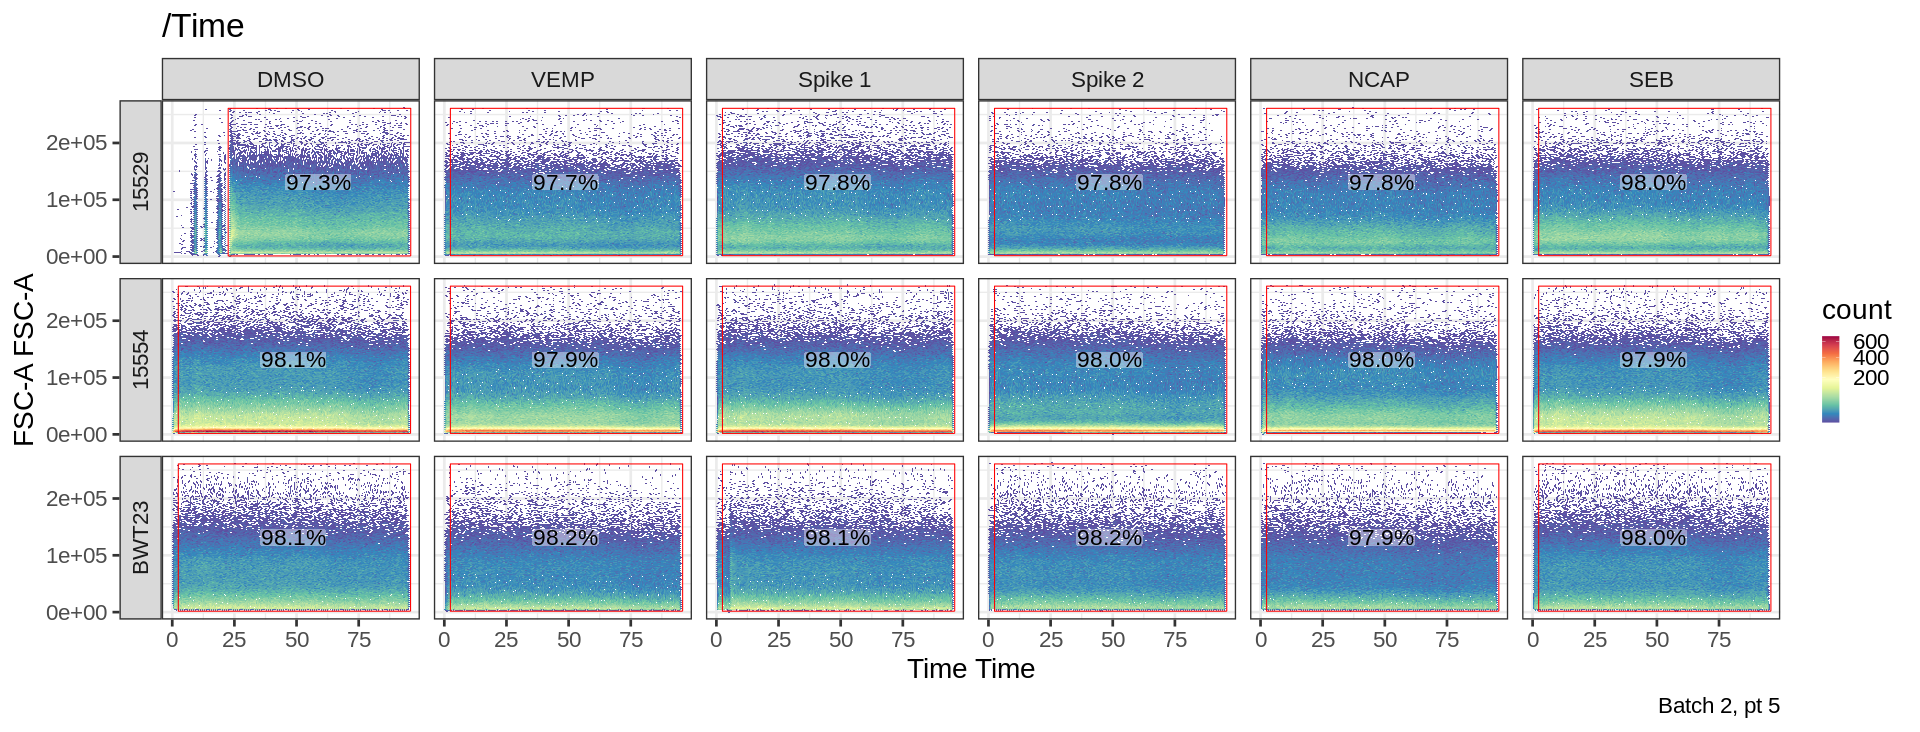 /Time
DMSO VEMP Spike 1 Spike 2 NCAP SEB
15529
2e+05
1e+05
0e+00
97.3% 97.7% 97.8% 97.8% 97.8% 98.0%
15554
2e+05
1e+05
0e+00
98.1% 97.9% 98.0% 98.0% 98.0% 97.9%
BWT23
2e+05
1e+05
0e+00
98.1% 98.2% 98.1% 98.2% 97.9% 98.0%
FSC-A FSC-A
0 25 50 75 0 25 50 75 0 25 50 75 0 25 50 75 0 25 50 75 0 25 50 75
Time Time
count
600
400
200
Batch 2, pt 5